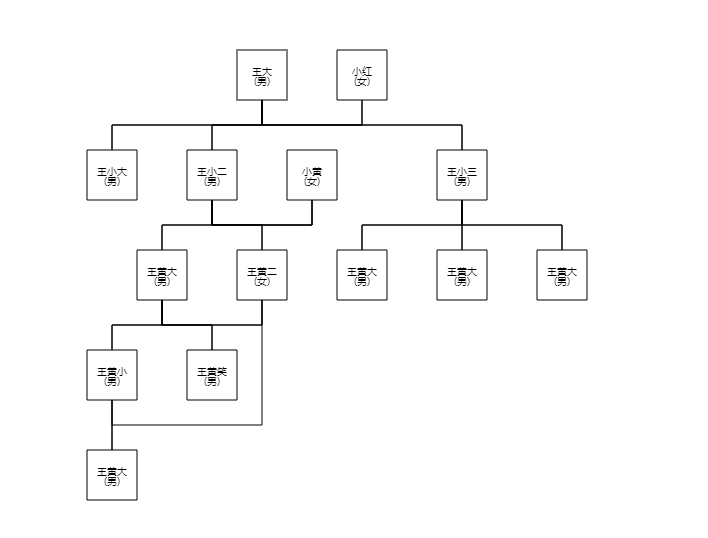 王大
(男)
小红
(女)
王小大
(男)
王小二
(男)
小黄
(女)
王小三
(男)
王黄大
(男)
王黄二
(女)
王黄大
(男)
王黄大
(男)
王黄大
(男)
王黄小
(男)
王黄笑
(男)
王黄大
(男)